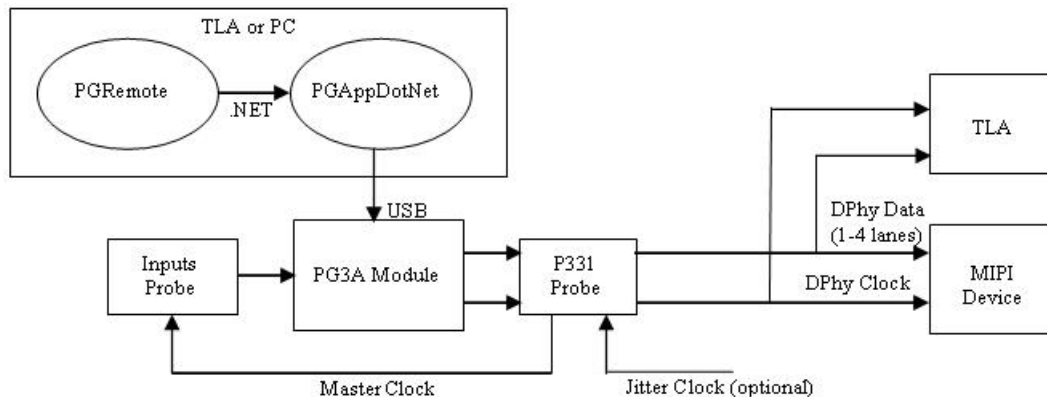 TLA or PC
PGRemote
PGAppDotNet
.NET
TLA
USB
DPhy Data
(1-4 lanes)
Inputs
Probe
PG3A Module
P331
Probe
MIPI
Device
DPhy Clock
Master Clock
Jitter Clock (optional)